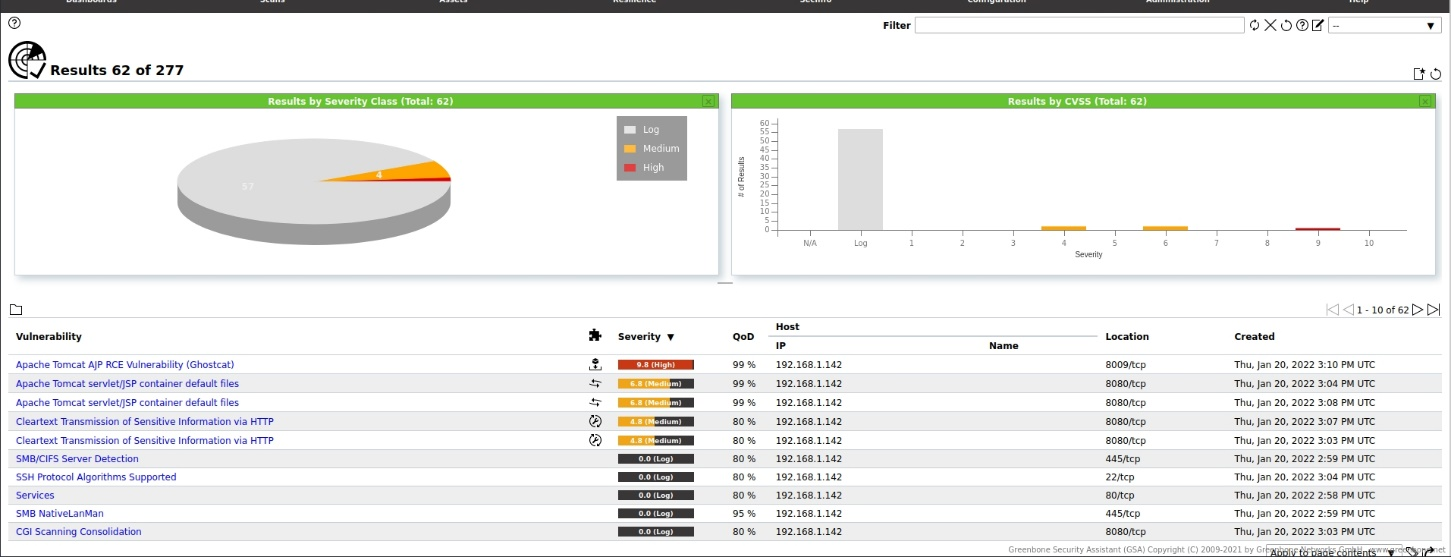 Dashboards Scans Assets Resilience SecInfo Configuration Administration Help
Filter --
Results 62 of 277
Results by Severity Class (Total: 62)
57
4
Log
Medium
High
Results by CVSS (Total: 62)
# of Results
60
55
50
45
40
35
30
25
20
15
10
5
0
N/A Log 1 2 3 4 5 6 7 8 9 10
Severity
1 - 10 of 62
Vulnerability Severity ▼ QoD Host Location Created
IP Name
Apache Tomcat AJP RCE Vulnerability (Ghostcat) 9.8 (High) 99 % 192.168.1.142 8009/tcp Thu, Jan 20, 2022 3:10 PM UTC
Apache Tomcat servlet/JSP container default files 6.8 (Medium) 99 % 192.168.1.142 8080/tcp Thu, Jan 20, 2022 3:04 PM UTC
Apache Tomcat servlet/JSP container default files 6.8 (Medium) 99 % 192.168.1.142 8080/tcp Thu, Jan 20, 2022 3:08 PM UTC
Cleartext Transmission of Sensitive Information via HTTP 4.8 (Medium) 80 % 192.168.1.142 8080/tcp Thu, Jan 20, 2022 3:07 PM UTC
Cleartext Transmission of Sensitive Information via HTTP 4.8 (Medium) 80 % 192.168.1.142 8080/tcp Thu, Jan 20, 2022 3:03 PM UTC
SMB/CIFS Server Detection 0.0 (Log) 80 % 192.168.1.142 445/tcp Thu, Jan 20, 2022 2:59 PM UTC
SSH Protocol Algorithms Supported 0.0 (Log) 80 % 192.168.1.142 22/tcp Thu, Jan 20, 2022 3:04 PM UTC
Services 0.0 (Log) 80 % 192.168.1.142 80/tcp Thu, Jan 20, 2022 2:58 PM UTC
SMB NativeLanMan 0.0 (Log) 95 % 192.168.1.142 445/tcp Thu, Jan 20, 2022 2:59 PM UTC
CGI Scanning Consolidation 0.0 (Log) 80 % 192.168.1.142 8080/tcp Thu, Jan 20, 2022 3:03 PM UTC
Greenbone Security Assistant (GSA) Copyright (C) 2009-2021 by Greenbone Networks GmbH,
Apply to page contents ▼